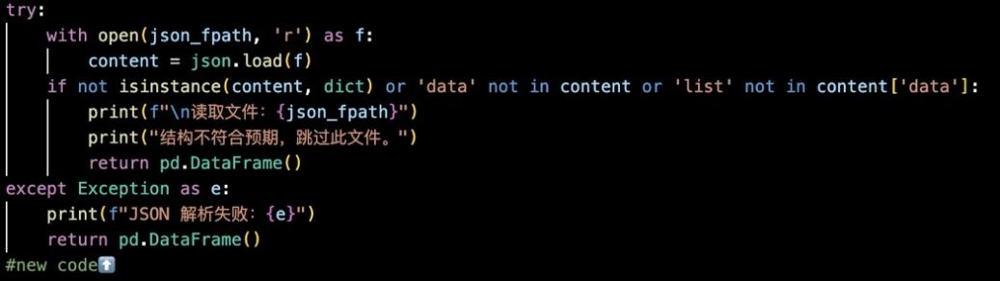 try:
    with open(json_fpath, 'r') as f:
        content = json.load(f)
    if not isinstance(content, dict) or 'data' not in content or 'list' not in content['data']:
        print(f"\n读取文件：{json_fpath}")
        print("结构不符合预期，跳过此文件。")
        return pd.DataFrame()
except Exception as e:
    print(f"JSON 解析失败：{e}")
    return pd.DataFrame()
#new code⬆️